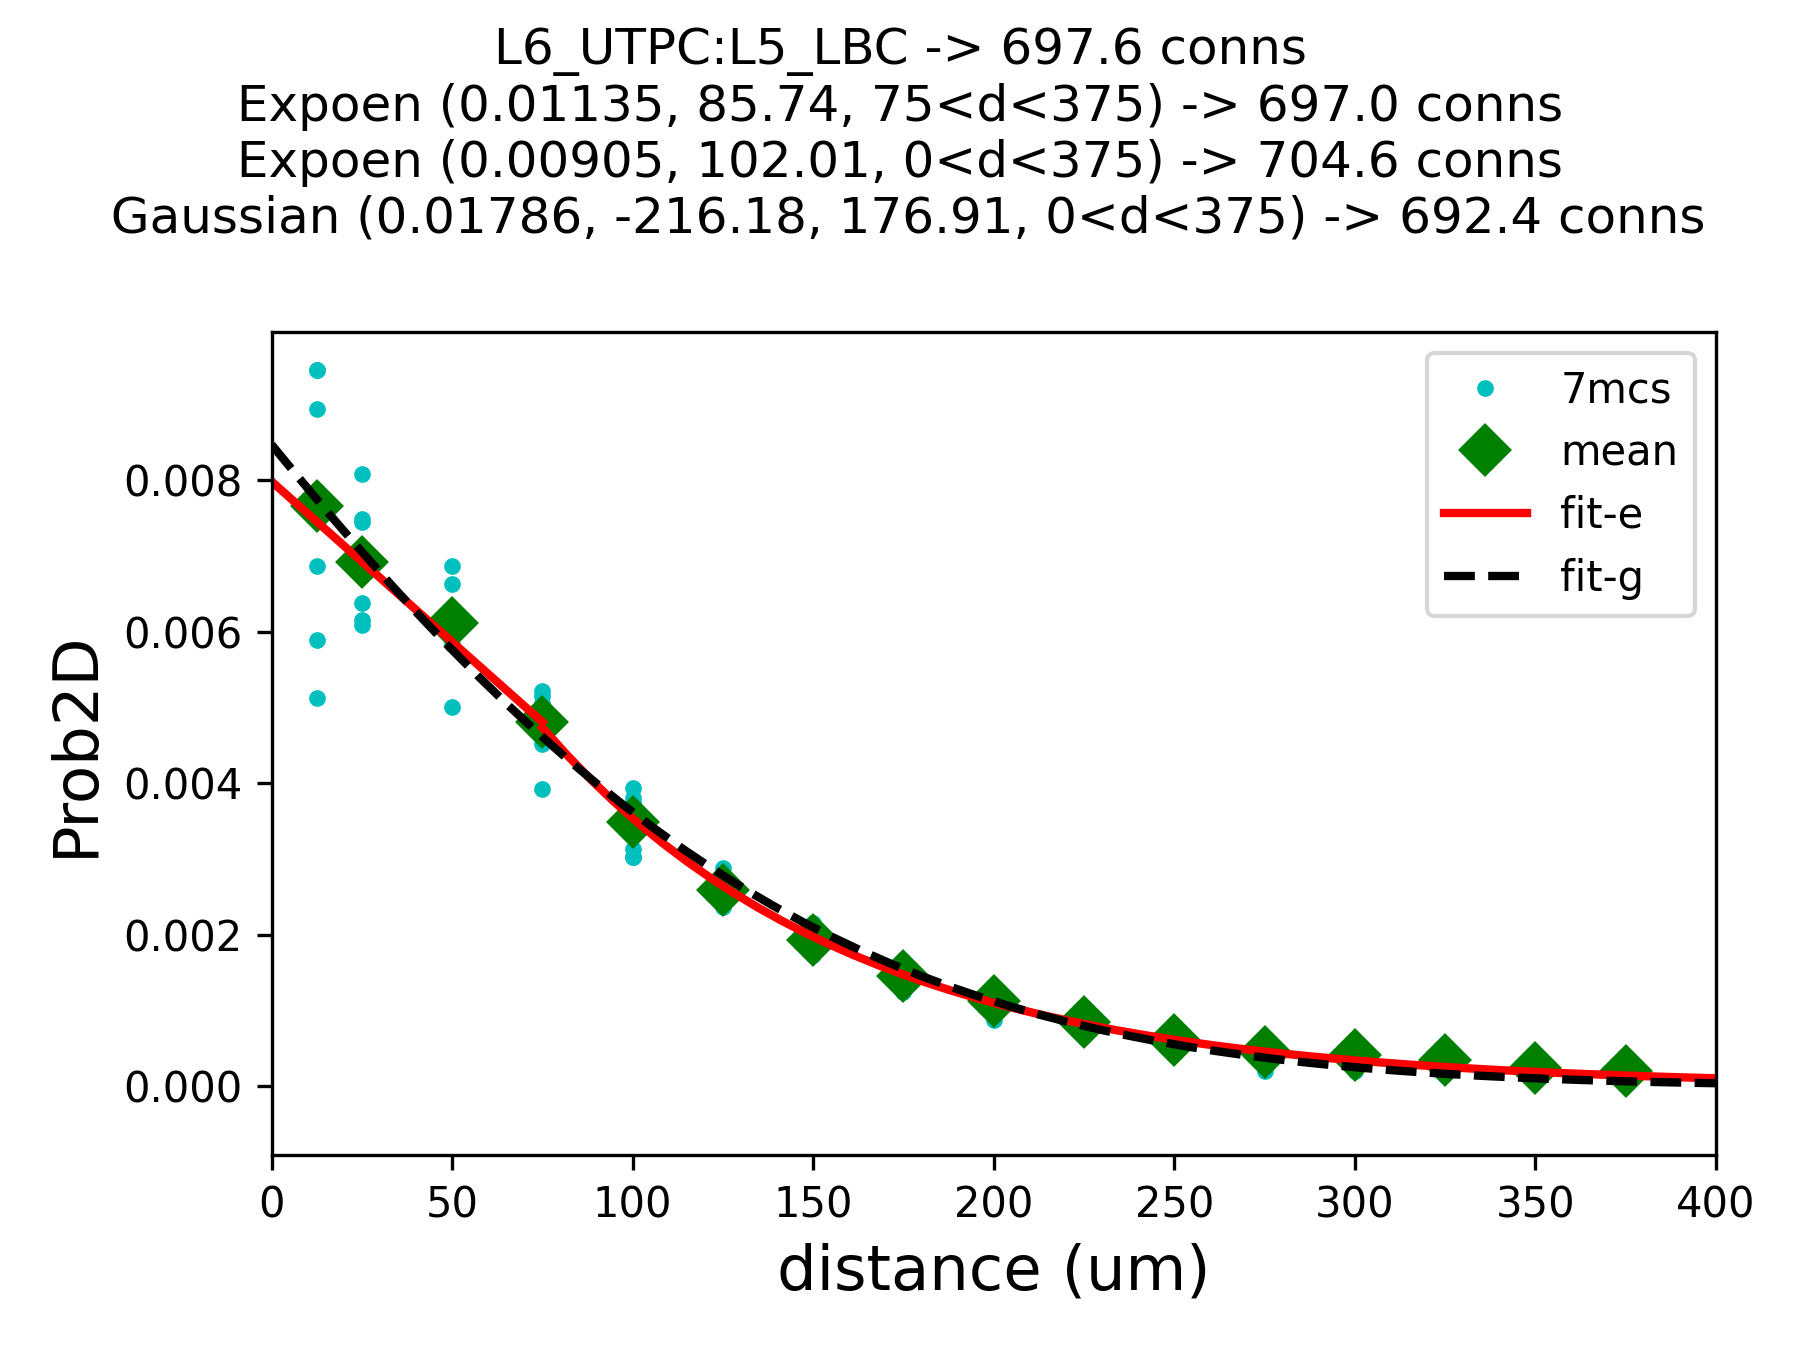 L6_UTPC:L5_LBC -> 697.6 conns
Expoen (0.01135, 85.74, 75<d<375) -> 697.0 conns
Expoen (0.00905, 102.01, 0<d<375) -> 704.6 conns
Gaussian (0.01786, -216.18, 176.91, 0<d<375) -> 692.4 conns
7mcs
mean
fit-e
fit-g
Prob2D
0.008
0.006
0.004
0.002
0.000
0 50 100 150 200 250 300 350 400
distance (um)